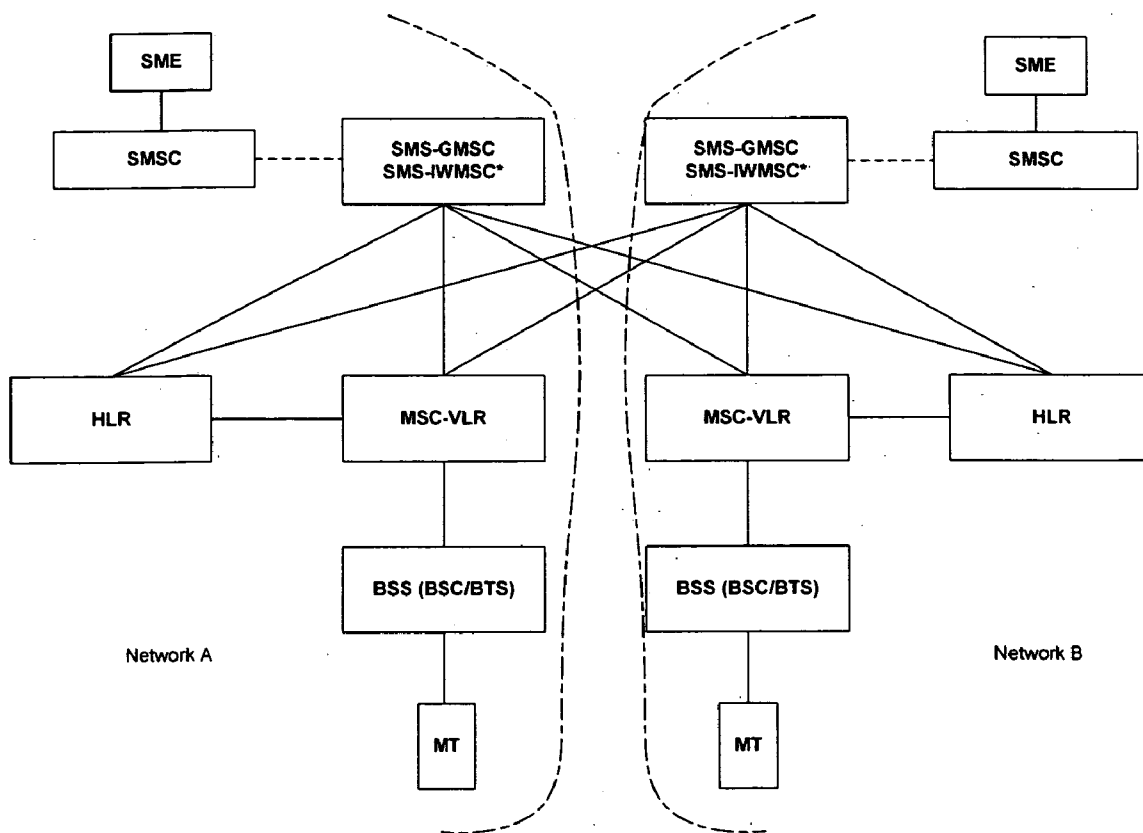 SME
SME
SMSC
SMS-GMSC
SMS-IWMSC*
SMS-GMSC
SMS-IWMSC*
SMSC
HLR
MSC-VLR
MSC-VLR
HLR
BSS (BSC/BTS)
BSS (BSC/BTS)
Network A
Network B
MT
MT